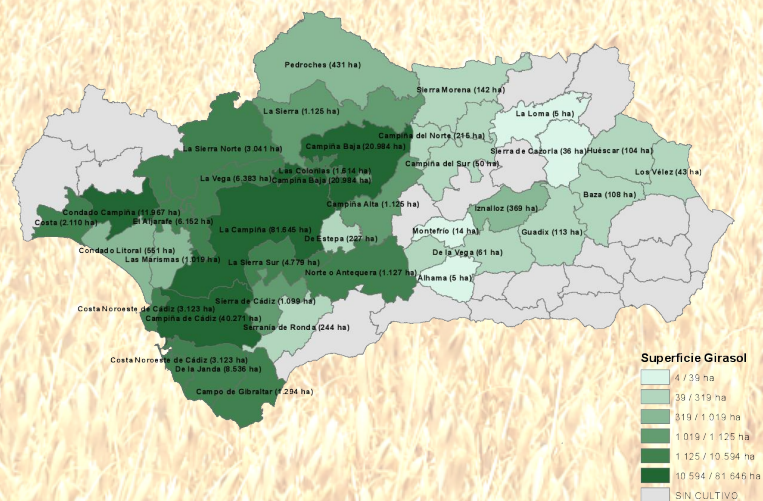 Pedroches (431 ha)
Sierra Morena (142 ha)
La Sierra (1.125 ha)
La Loma (5 ha)
Campiña del Norte (215 ha)
La Sierra Norte (3.041 ha)
Campiña Baja (20.984 ha)
Sierra de Cazorla (36 ha)
Huéscar (104 ha)
Campiña del Sur (50 ha)
Las Colonias (1.614 ha)
Los Vélez (43 ha)
La Vega (6.383 ha)
Campiña Baja (20.984 ha)
Baza (108 ha)
Campiña Alta (1.125 ha)
Iznalloz (369 ha)
Condado Campiña (11.967 ha)
Costa (2.110 ha)
El Aljarafe (6.152 ha)
La Campiña (81.645 ha)
Montefrío (14 ha)
Guadix (113 ha)
De Estepa (227 ha)
Condado Litoral (551 ha)
De la Vega (61 ha)
Las Marismas (1.019 ha)
La Sierra Sur (4.779 ha)
Norte o Antequera (1.127 ha)
Alhama (5 ha)
Sierra de Cádiz (1.099 ha)
Costa Noroeste de Cádiz (3.123 ha)
Campiña de Cádiz (40.271 ha)
Serranía de Ronda (244 ha)
Costa Noroeste de Cádiz (3.123 ha)
De la Janda (8.536 ha)
Campo de Gibraltar (1.294 ha)
Superficie Girasol
4 / 39 ha
39 / 319 ha
319 / 1 019 ha
1 019 / 1 125 ha
1 125 / 10 594 ha
10 594 / 81 646 ha
SIN CULTIVO